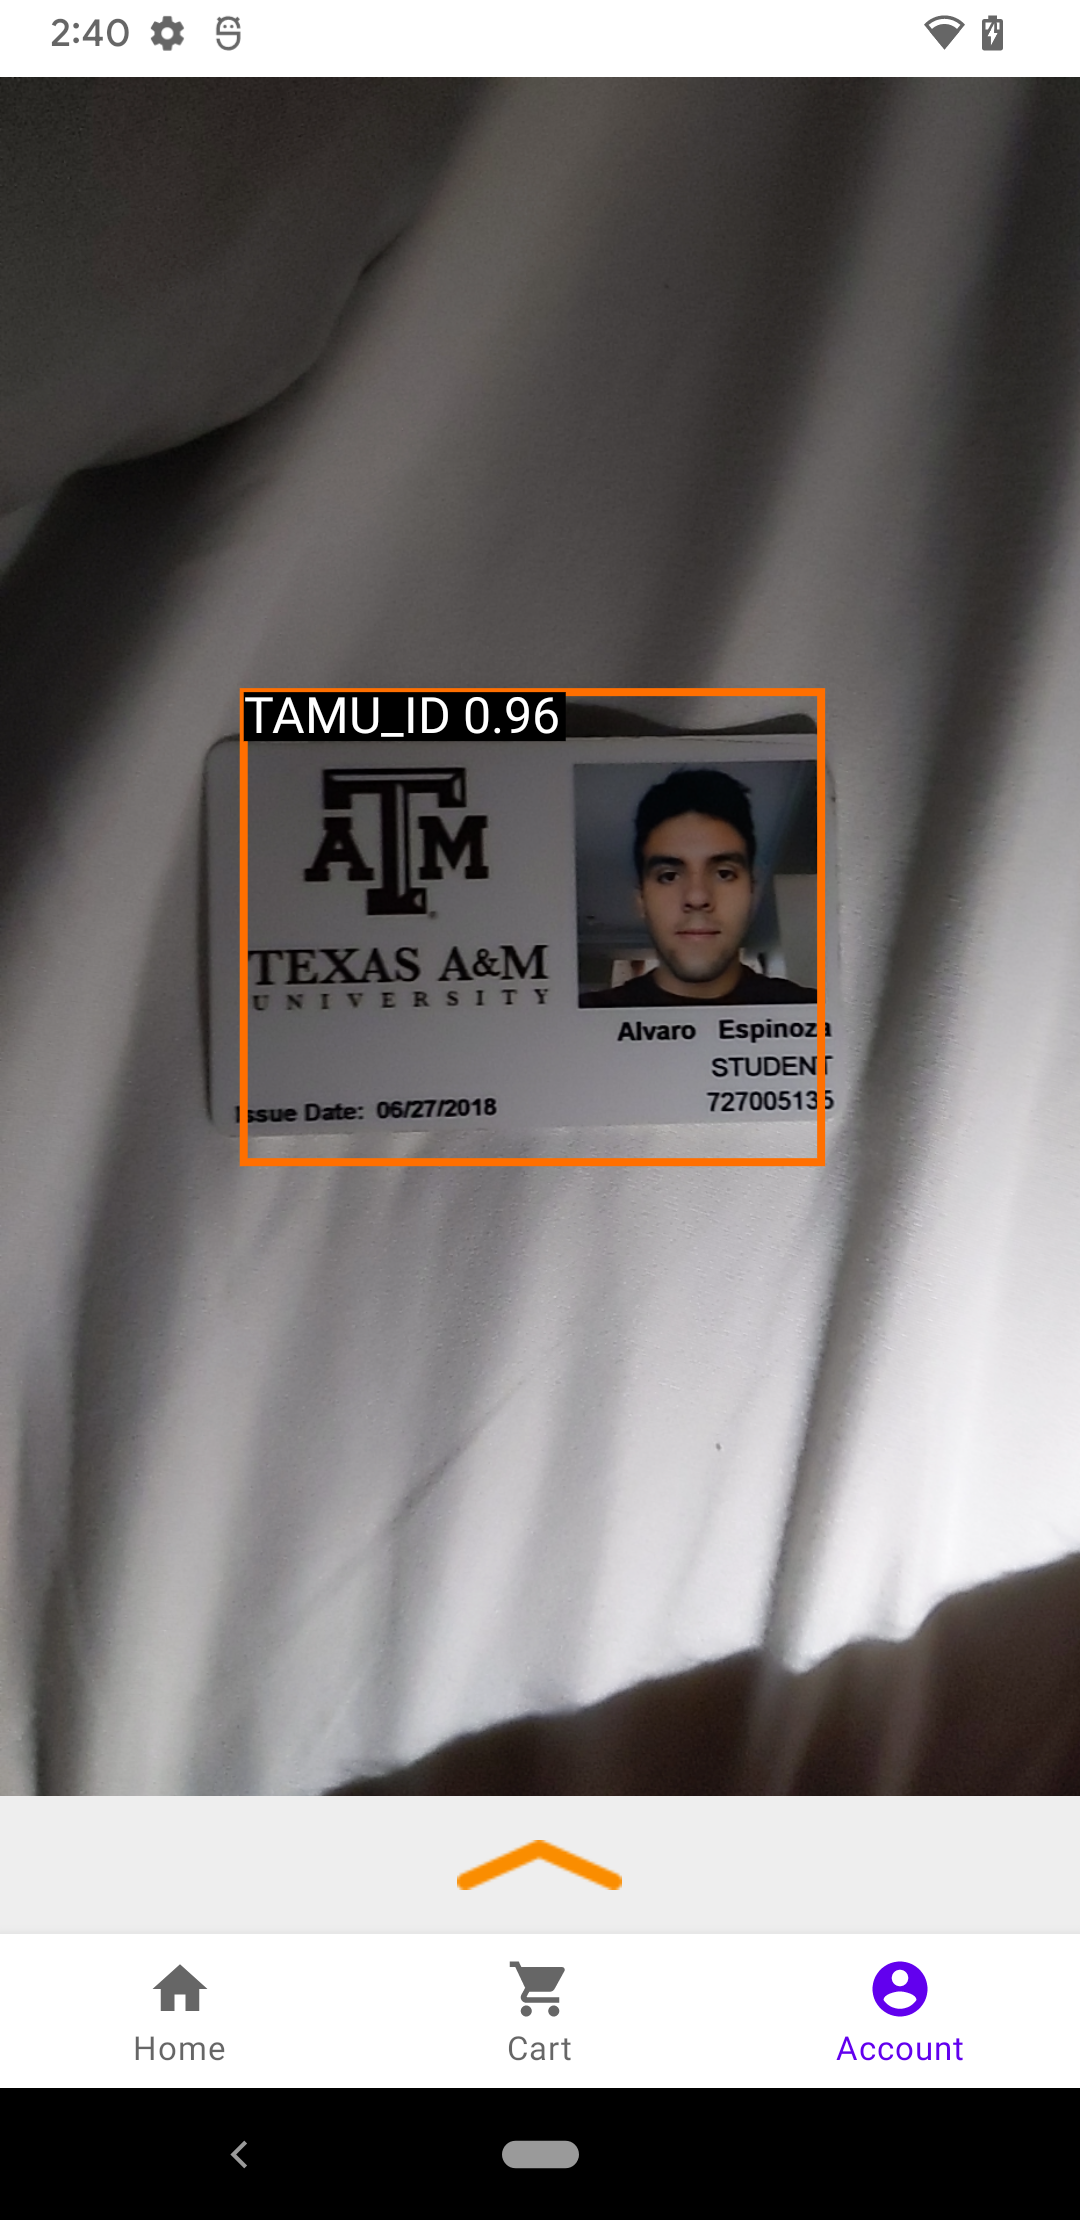 2:40
TAMU_ID 0.96
ATM
TEXAS A&M
UNIVERSITY
Alvaro Espinoza
STUDENT
727005135
Issue Date: 06/27/2018
Home
Cart
Account